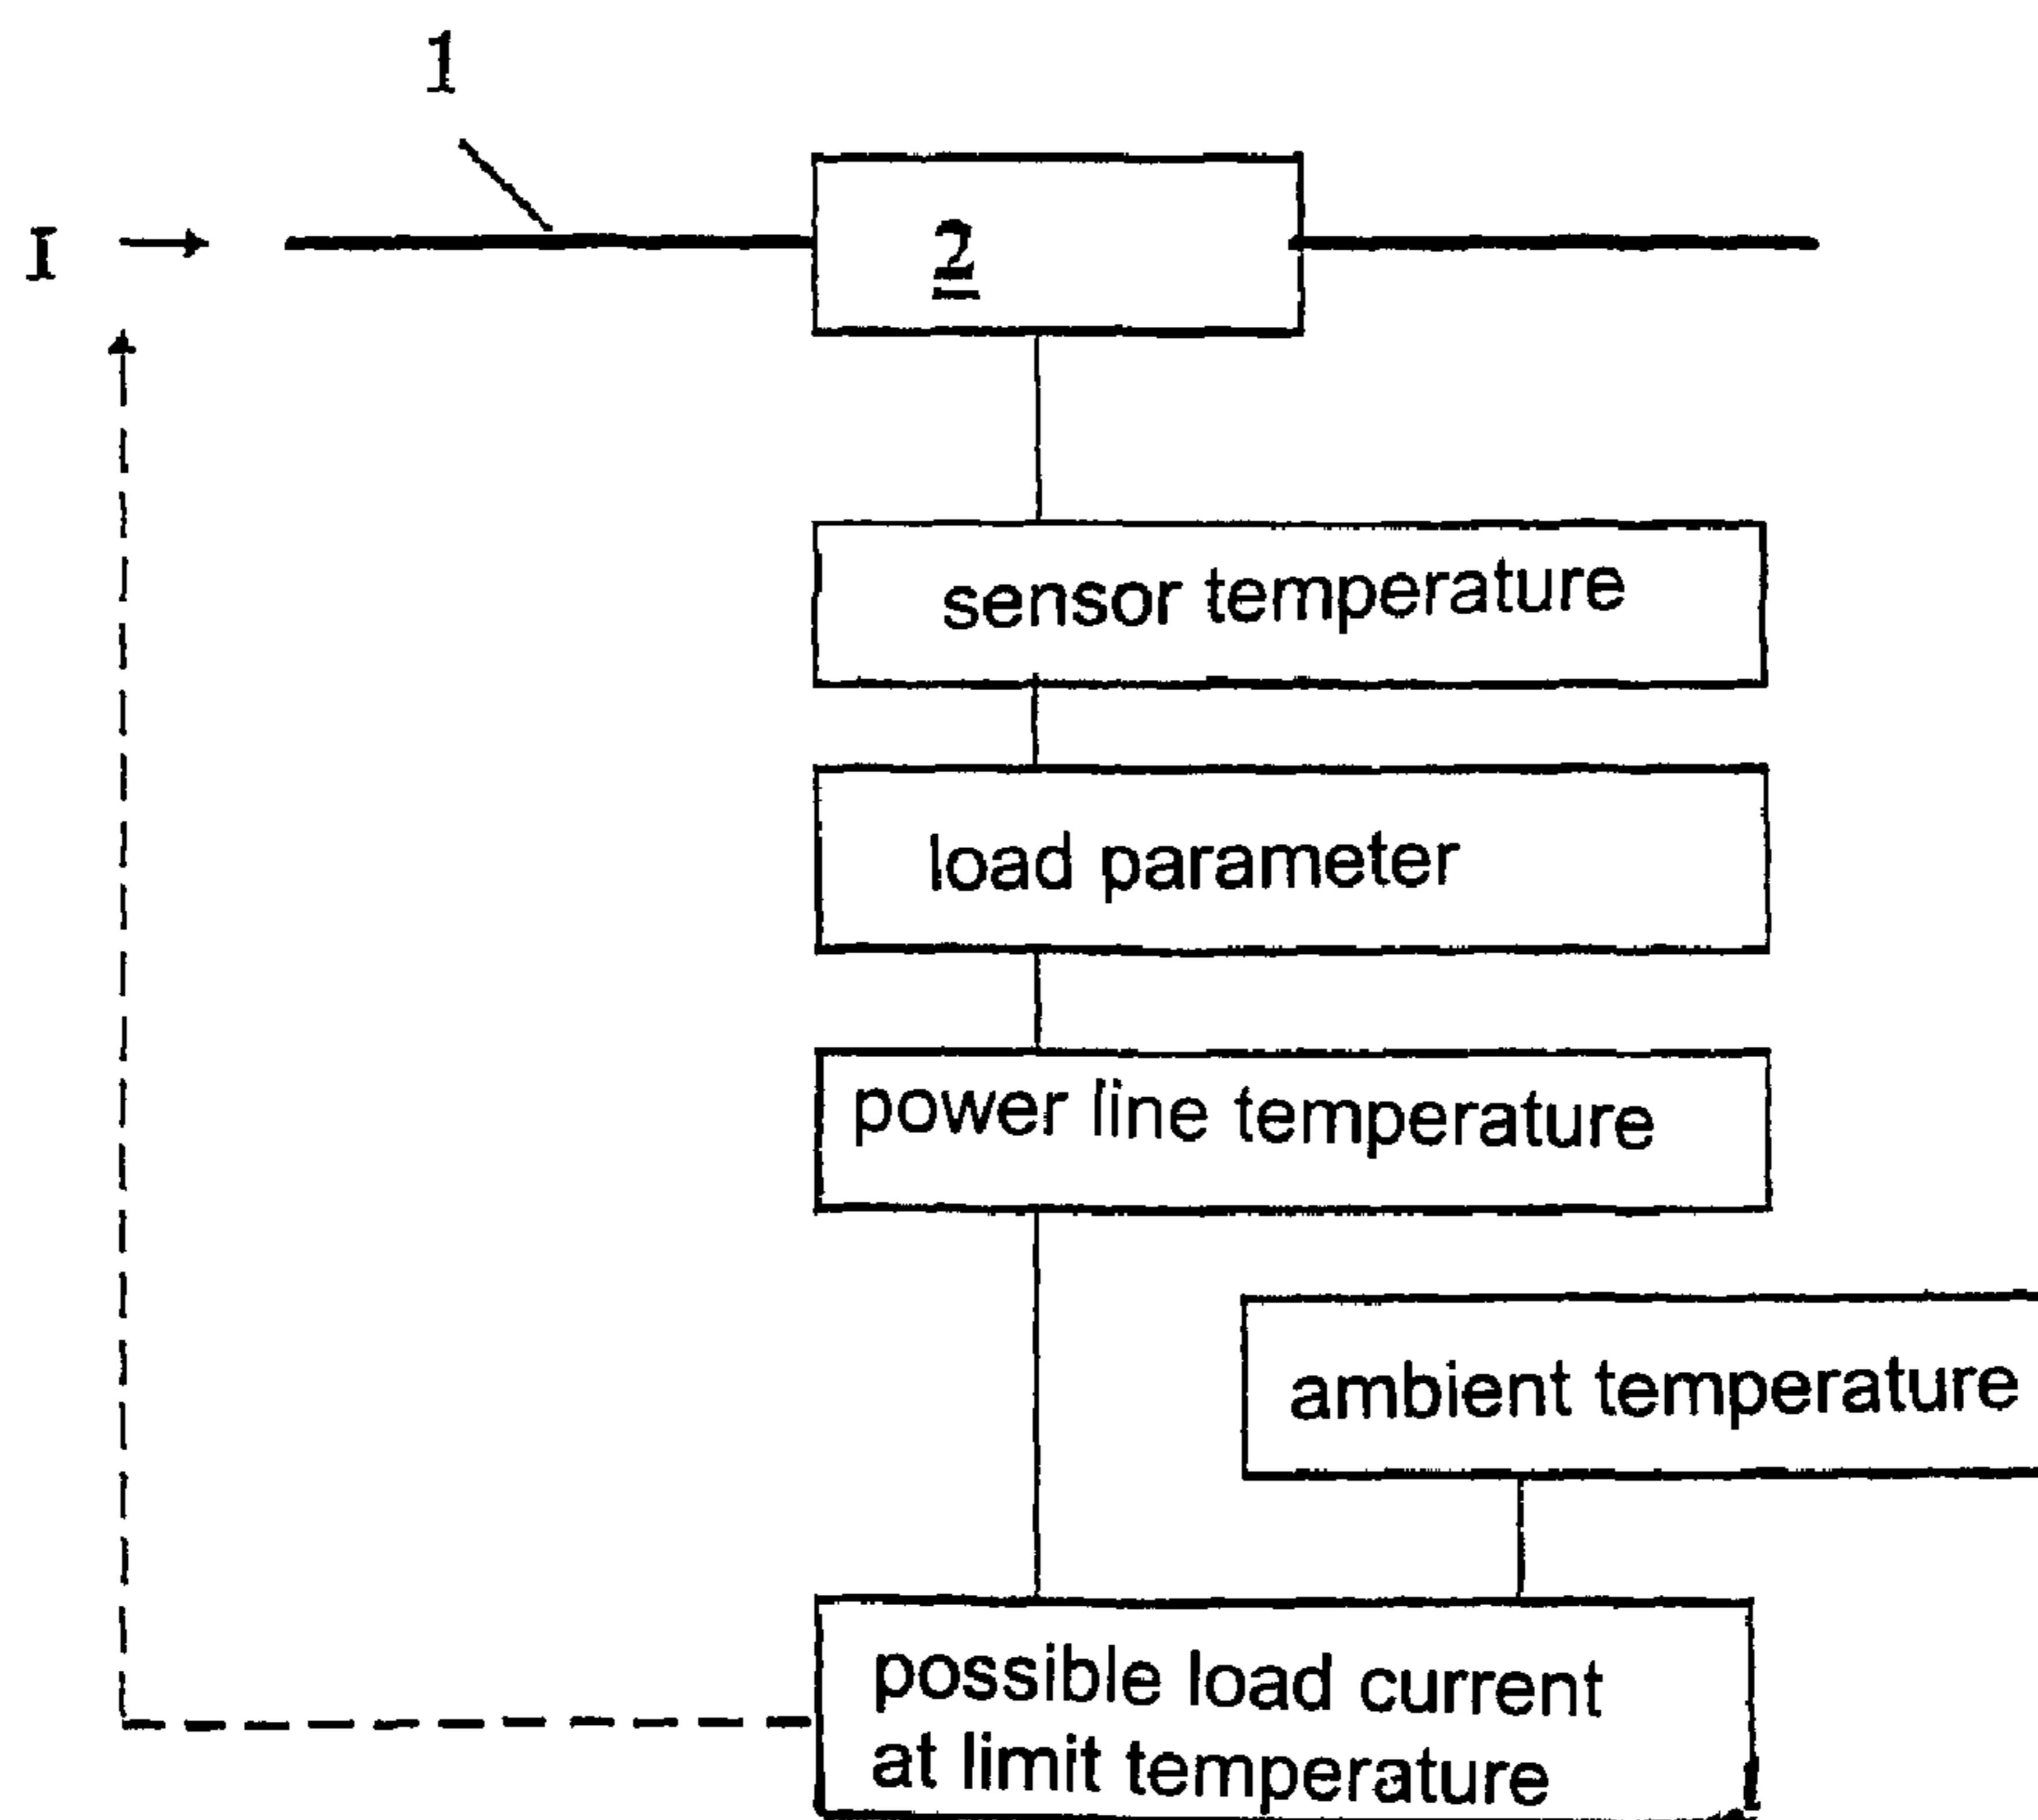 1
I
2
sensor temperature
load parameter
power line temperature
ambient temperature
possible load current
at limit temperature